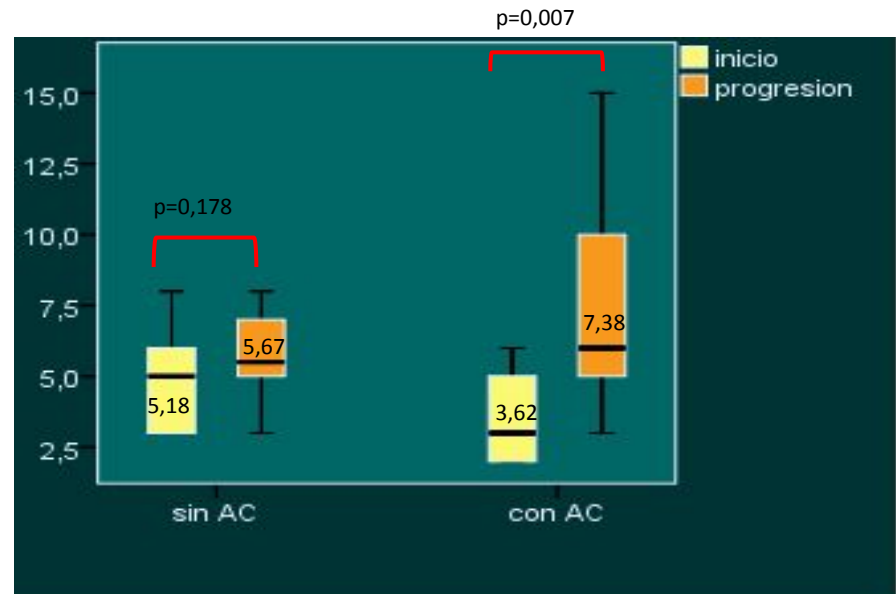 p=0,007
inicio
progresion
15,0
12,5
p=0,178
10,0
7,5
7,38
5,67
5,0
5,18
3,62
2,5
sin AC
con AC